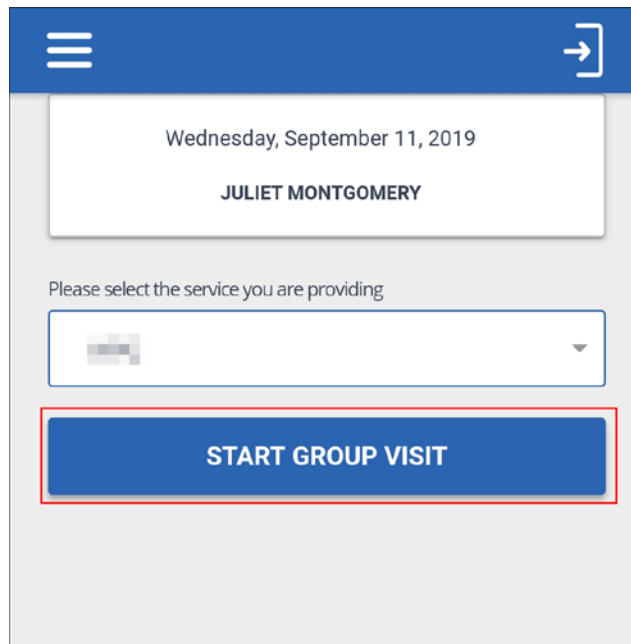 Wednesday, September 11, 2019
JULIET MONTGOMERY
Please select the service you are providing
START GROUP VISIT